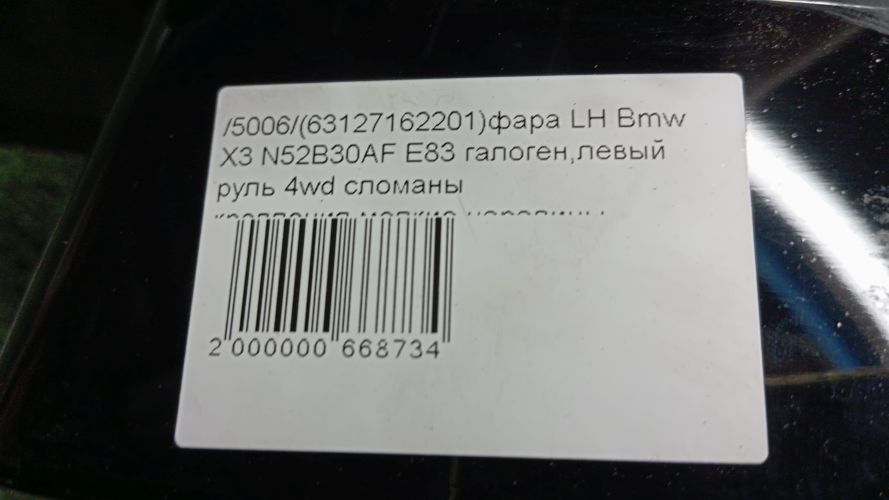 /5006/(63127162201)фара LH Bmw
X3 N52B30AF E83 галоген,левый
руль 4wd сломаны
2 000000 668734